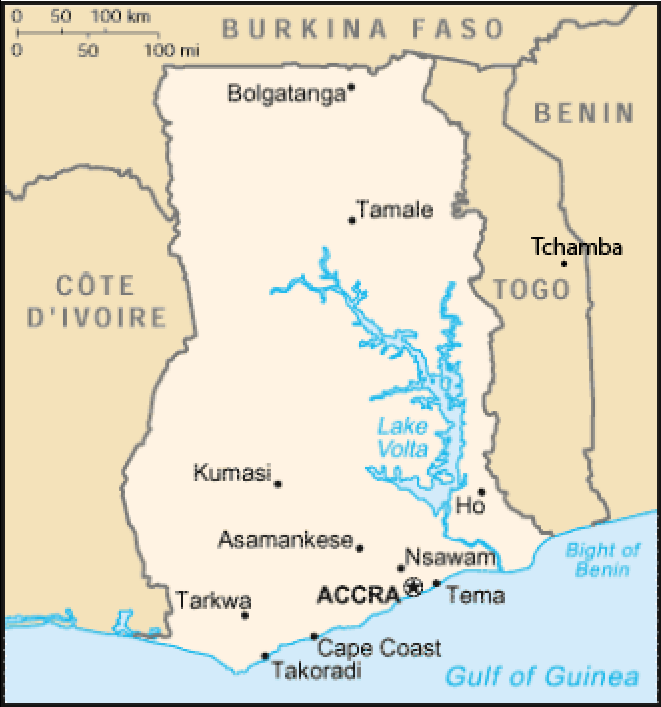 0 50 100 km
0 50 100 mi
BURKINA FASO
BENIN
Bolgatanga
Tamale
Tchamba
TOGO
CÔTE
D'IVOIRE
Lake
Volta
Kumasi
Ho
Asamankese
Nsawam
Bight of
Benin
ACCRA
Tema
Tarkwa
Cape Coast
Takoradi
Gulf of Guinea